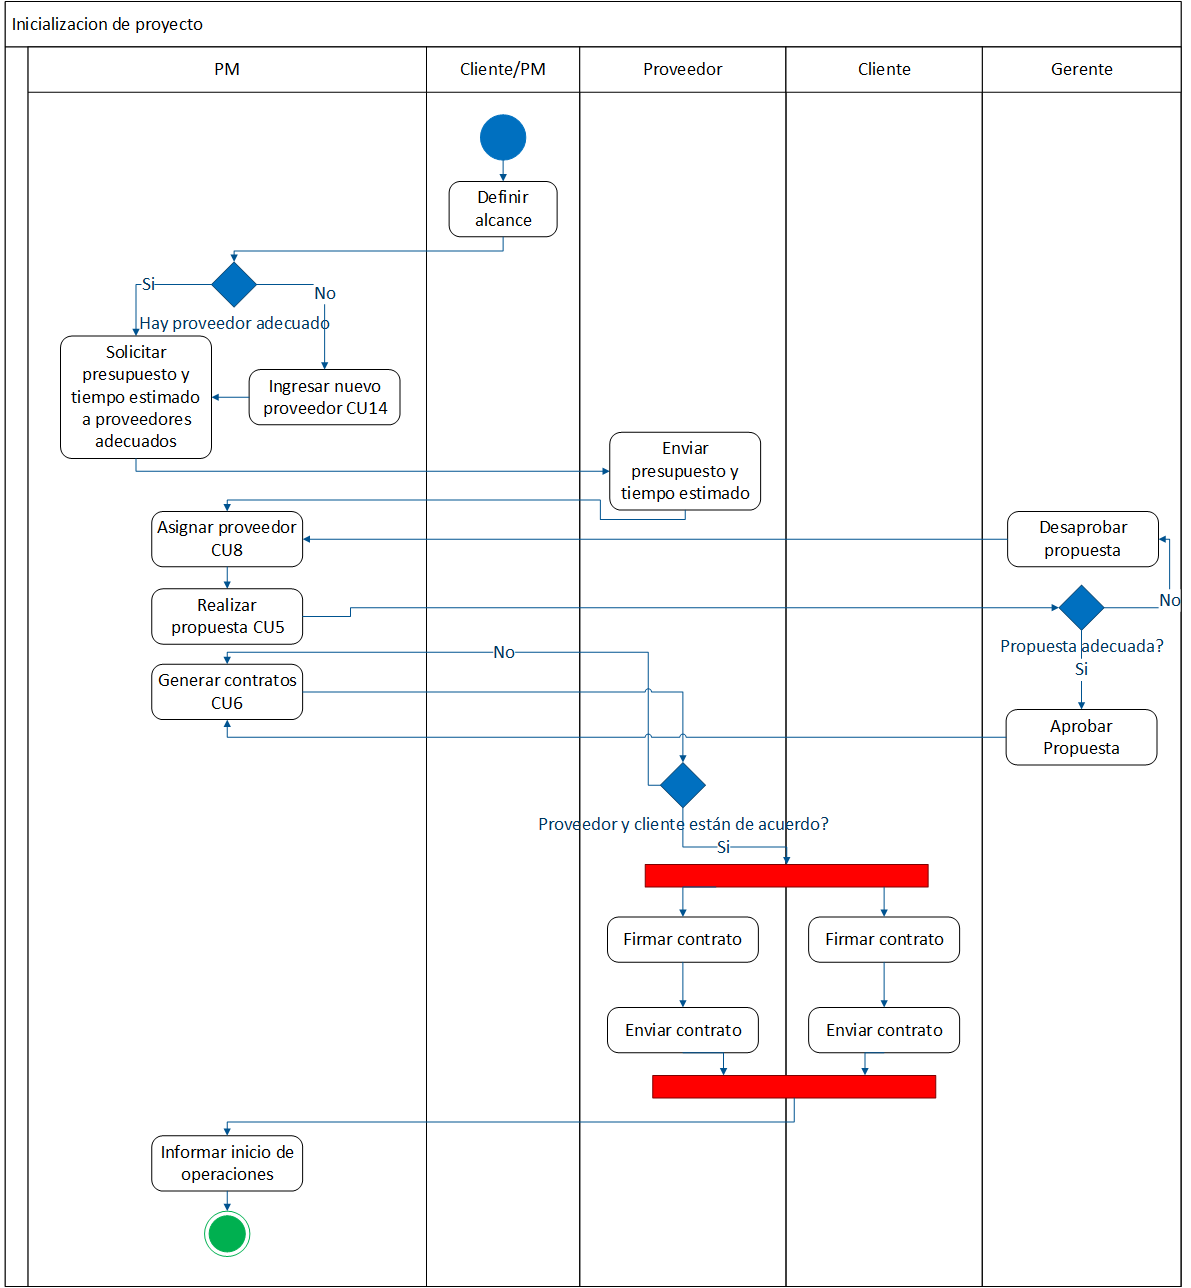 Inicializacion de proyecto
PM
Cliente/PM
Proveedor
Cliente
Gerente
Definir
alcance
Si
No
Hay proveedor adecuado
Solicitar
presupuesto y
tiempo estimado
a proveedores
adecuados
Ingresar nuevo
proveedor CU14
Enviar
presupuesto y
tiempo estimado
Asignar proveedor
CU8
Desaprobar
propuesta
Realizar
propuesta CU5
No
Propuesta adecuada?
Si
No
Generar contratos
CU6
Aprobar
Propuesta
Proveedor y cliente están de acuerdo?
Si
Firmar contrato
Firmar contrato
Enviar contrato
Enviar contrato
Informar inicio de
operaciones